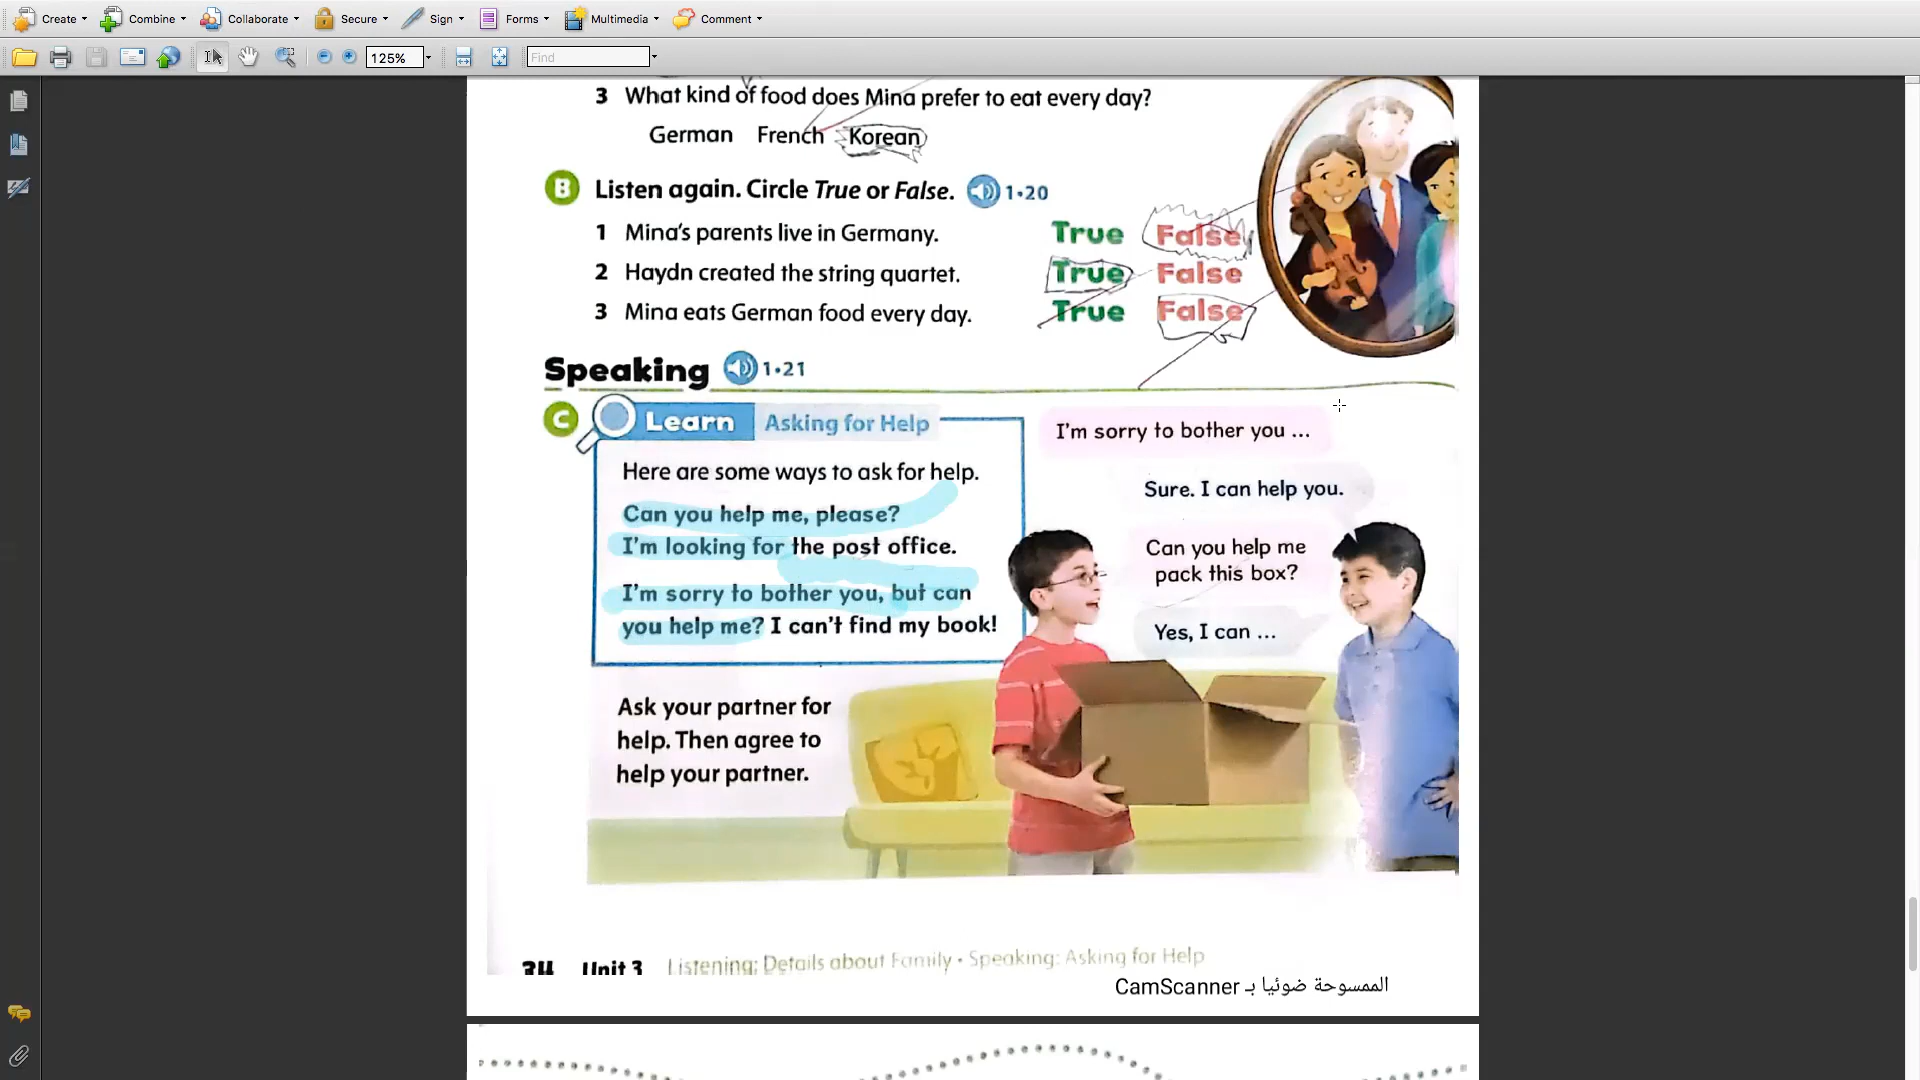 Create Combine Collaborate Secure Sign Forms Multimedia Comment
125% Find
3 What kind of food does Mina prefer to eat every day?
German French Korean
B Listen again. Circle True or False. 1•20
1 Mina's parents live in Germany. True False
2 Haydn created the string quartet. True False
3 Mina eats German food every day. True False
Speaking 1•21
C Learn Asking for Help
Here are some ways to ask for help.
Can you help me, please?
I'm looking for the post office.
I'm sorry to bother you, but can
you help me? I can't find my book!
I'm sorry to bother you ...
Sure. I can help you.
Can you help me
pack this box?
Yes, I can ...
Ask your partner for
help. Then agree to
help your partner.
34 Unit 3 Listening: Details about Family • Speaking: Asking for Help
الممسوحة ضوئيا بـ CamScanner